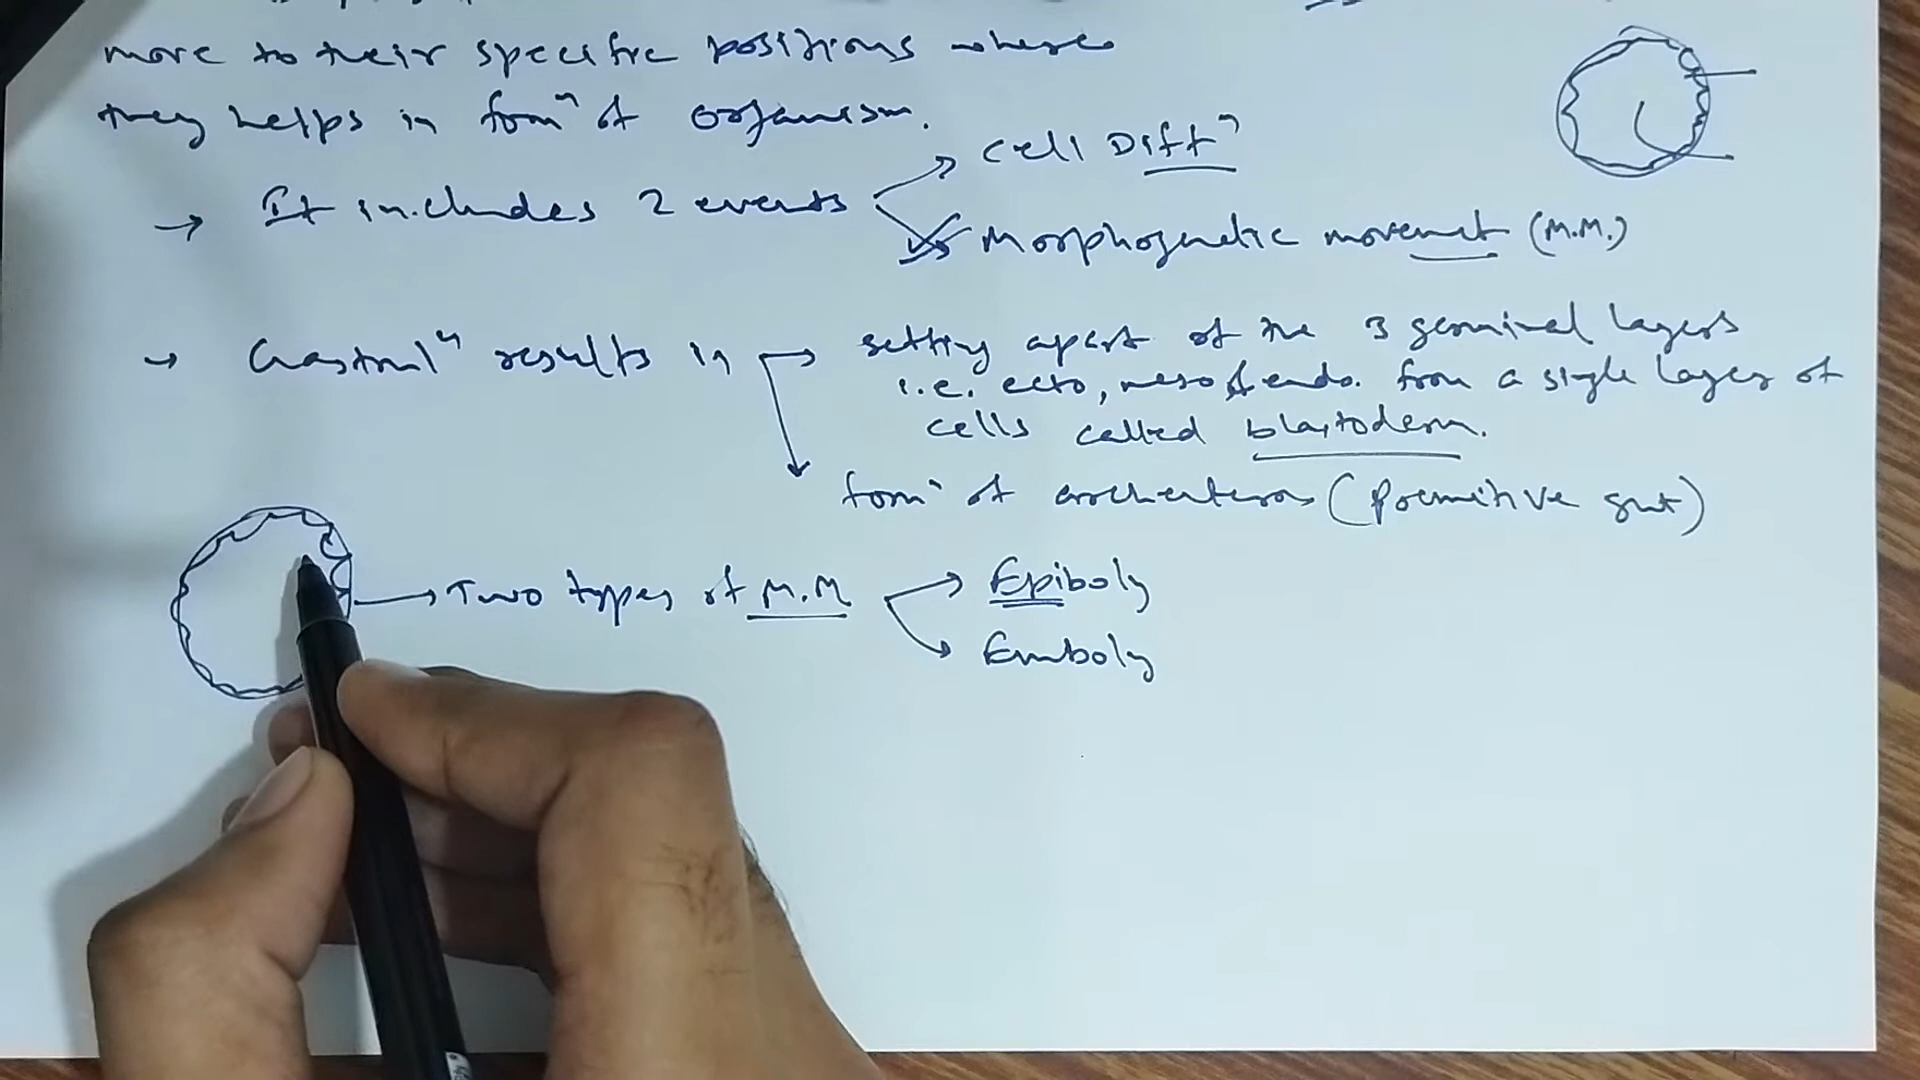 move to their specific positions where
they helps in formⁿ of organism.
→ It includes 2 events → Cell Diffⁿ
→ Morphogenetic movement (M.M.)
→ Gastrulⁿ results in → setting apart of the 3 germinal layers
i.e. ecto, meso & endo. from a single layer of
cells called blastoderm.
→ formⁿ of archenteron (primitive gut)
→ Two types of M.M → Epiboly
→ Emboly